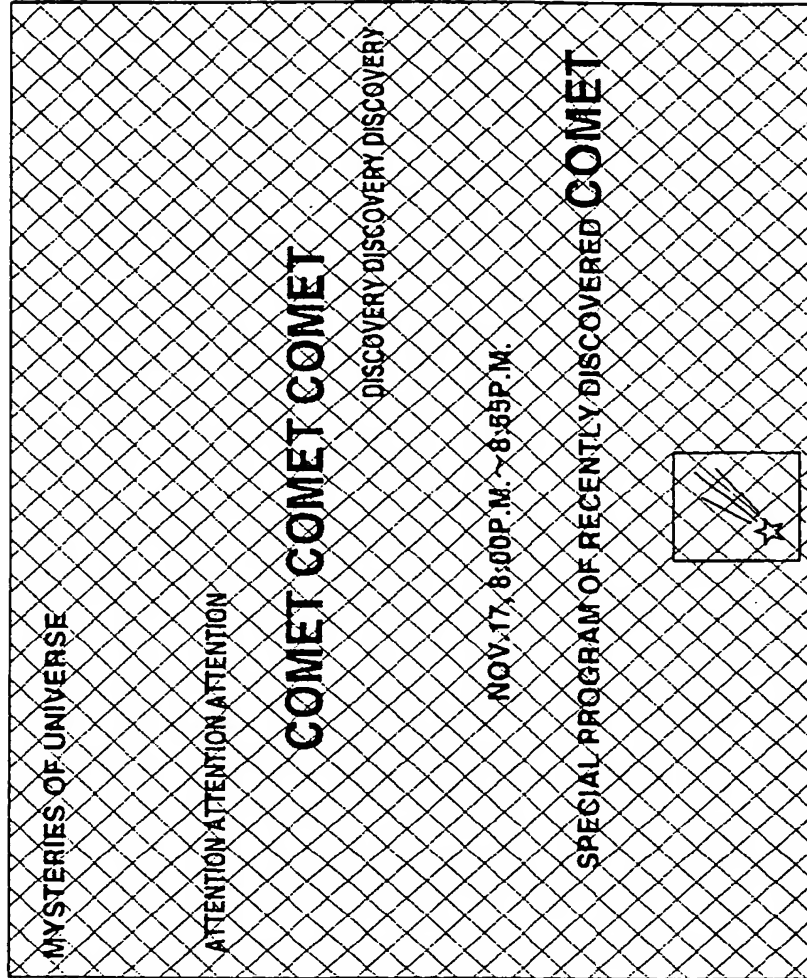 MYSTERIES OF UNIVERSE
ATTENTION ATTENTION ATTENTION
COMET COMET COMET
DISCOVERY DISCOVERY DISCOVERY
NOV.17, 8:00P.M.~8:55P.M.
SPECIAL PROGRAM OF RECENTLY DISCOVERED COMET